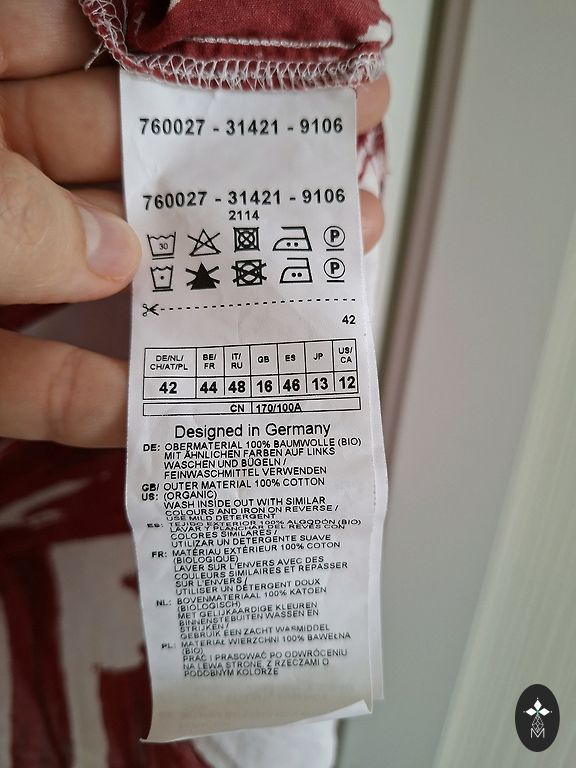 760027 - 31421 - 9106
760027 - 31421 - 9106
2114
30 P
P
42
DE/NL/ CH/AT/PL BE/ FR IT/ RU GB ES JP US/ CA
42 44 48 16 46 13 12
CN 170/100A
Designed in Germany
DE: OBERMATERIAL 100% BAUMWOLLE (BIO)
MIT ÄHNLICHEN FARBEN AUF LINKS
WASCHEN UND BÜGELN /
FEINWASCHMITTEL VERWENDEN
GB/ OUTER MATERIAL 100% COTTON
US: (ORGANIC)
WASH INSIDE OUT WITH SIMILAR
COLOURS AND IRON ON REVERSE /
USE MILD DETERGENT
ES: TEJIDO EXTERIOR 100% ALGODÓN (BIO)
LAVAR Y PLANCHAR DEL REVÉS CON
COLORES SIMILARES /
UTILIZAR UN DETERGENTE SUAVE
FR: MATÉRIAU EXTÉRIEUR 100% COTON
(BIOLOGIQUE)
LAVER SUR L'ENVERS AVEC DES
COULEURS SIMILAIRES ET REPASSER
SUR L'ENVERS /
UTILISER UN DÉTERGENT DOUX
NL: BOVENMATERIAAL 100% KATOEN
(BIOLOGISCH)
MET GELIJKAARDIGE KLEUREN
BINNENSTEBUITEN WASSEN EN
STRIJKEN /
GEBRUIK EEN ZACHT WASMIDDEL
PL: MATERIAŁ WIERZCHNI 100% BAWEŁNA
(BIO)
PRAĆ I PRASOWAĆ PO ODWRÓCENIU
NA LEWĄ STRONĘ, Z RZECZAMI O
PODOBNYM KOLORZE
M